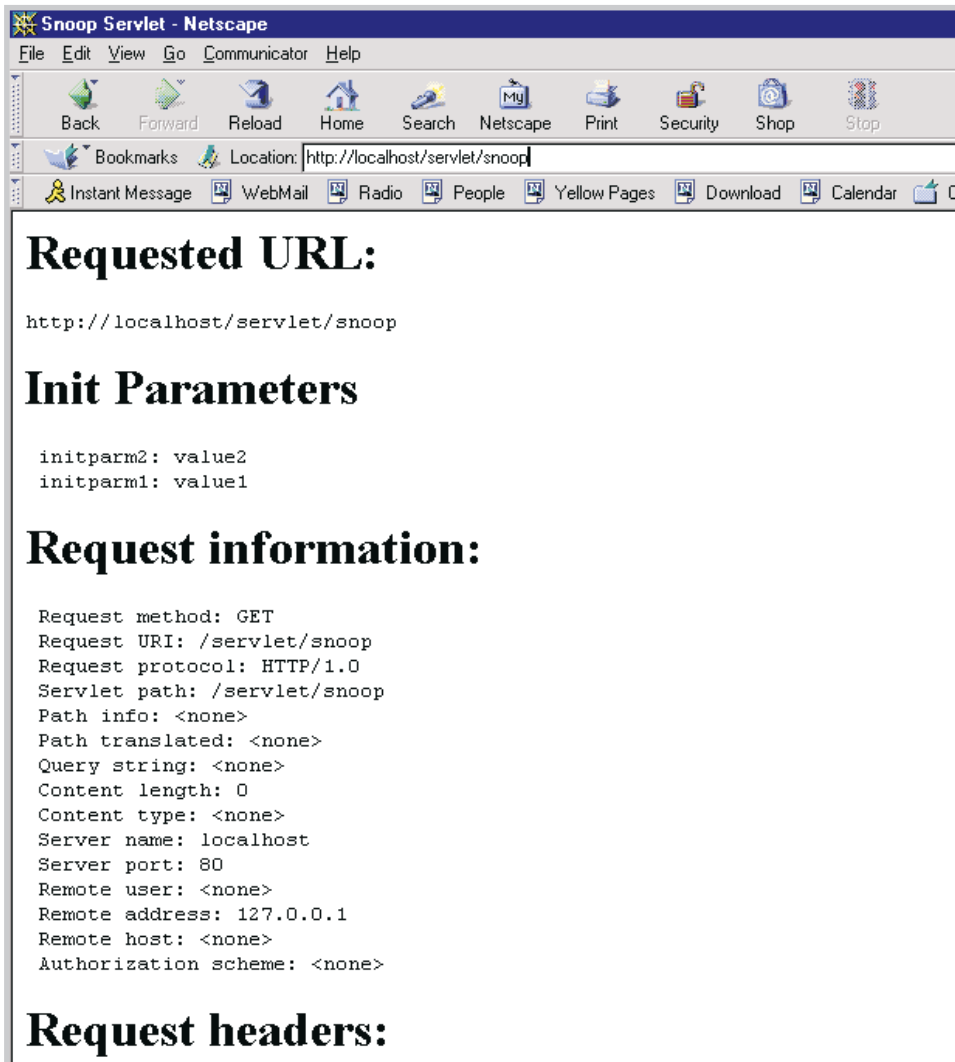 Snoop Servlet - Netscape
File Edit View Go Communicator Help
Back Forward Reload Home Search Netscape Print Security Shop Stop
Bookmarks Location: http://localhost/servlet/snoop
Instant Message WebMail Radio People Yellow Pages Download Calendar
Requested URL:
http://localhost/servlet/snoop
Init Parameters
initparm2: value2
initparm1: value1
Request information:
Request method: GET
Request URI: /servlet/snoop
Request protocol: HTTP/1.0
Servlet path: /servlet/snoop
Path info: <none>
Path translated: <none>
Query string: <none>
Content length: 0
Content type: <none>
Server name: localhost
Server port: 80
Remote user: <none>
Remote address: 127.0.0.1
Remote host: <none>
Authorization scheme: <none>
Request headers: